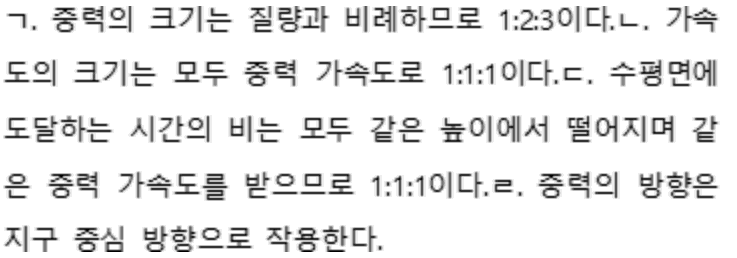 ㄱ. 중력의 크기는 질량과 비례하므로 1:2:3이다.ㄴ. 가속
도의 크기는 모두 중력 가속도로 1:1:1이다.ㄷ. 수평면에
도달하는 시간의 비는 모두 같은 높이에서 떨어지며 같
은 중력 가속도를 받으므로 1:1:1이다.ㄹ. 중력의 방향은
지구 중심 방향으로 작용한다.